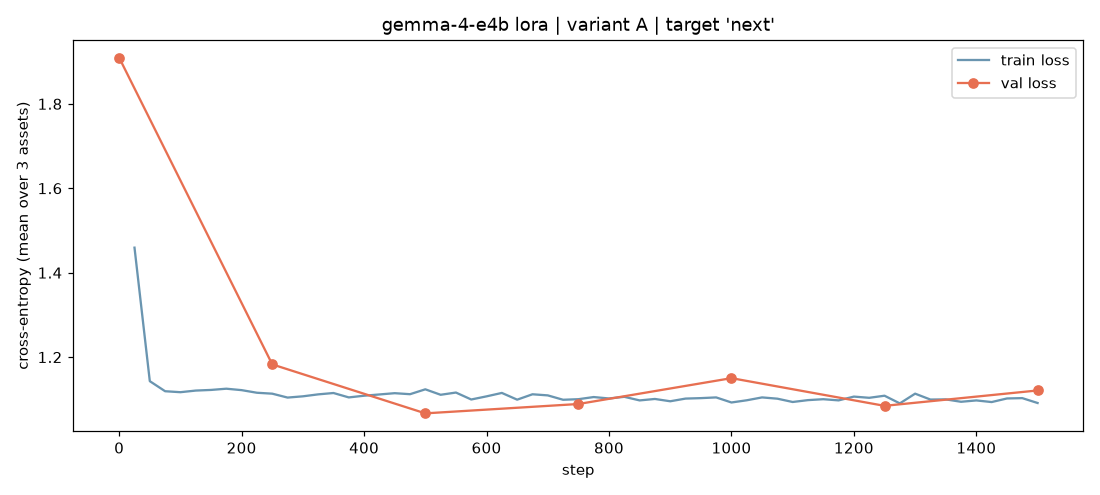 gemma-4-e4b lora | variant A | target 'next'
train loss
val loss
cross-entropy (mean over 3 assets)
1.8
1.6
1.4
1.2
0 200 400 600 800 1000 1200 1400
step